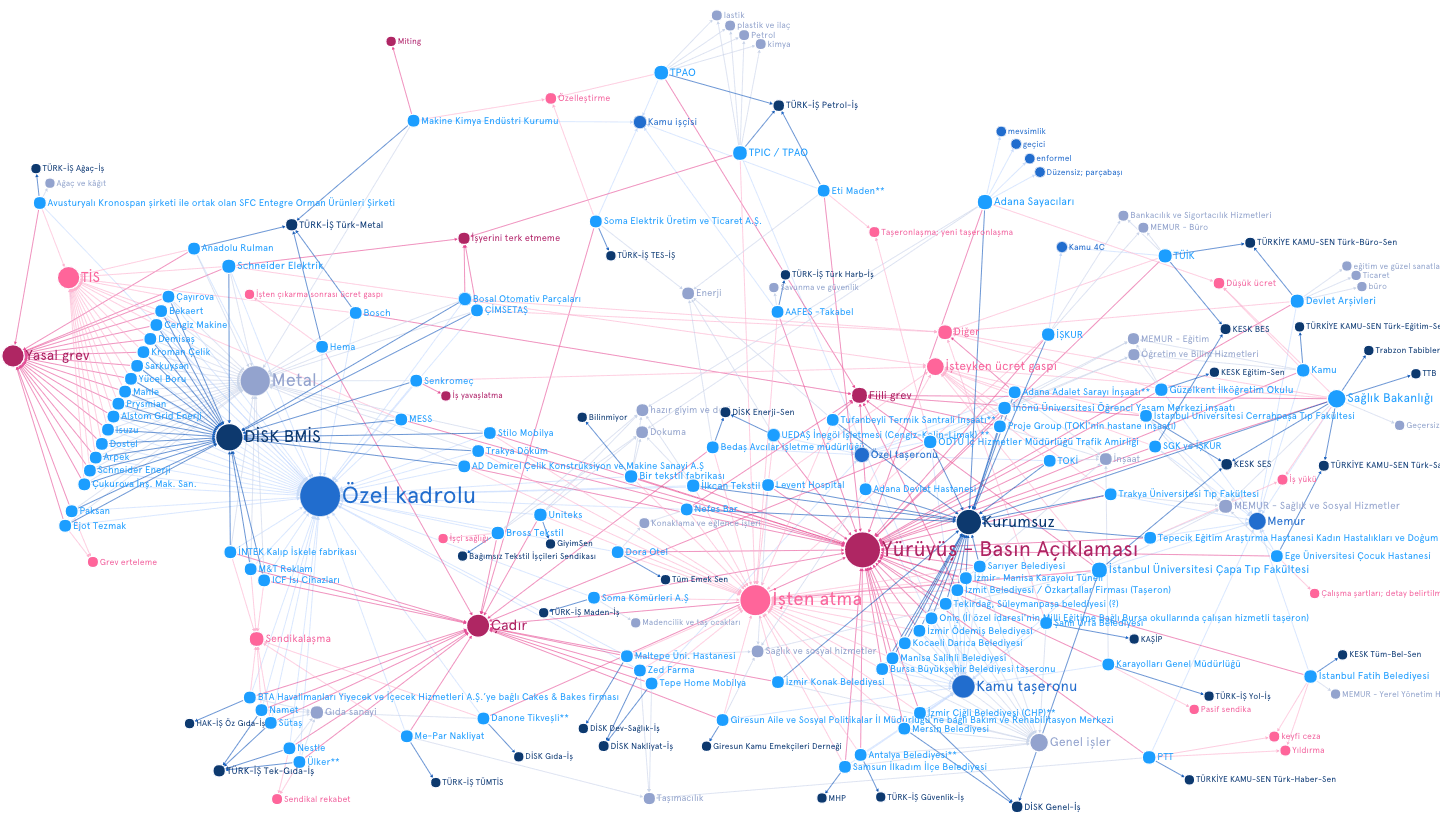 lastik
plastik ve ilaç
Petrol
kimya
Miting
TPAO
Özelleştirme
TÜRK-İŞ Petrol-İş
Makine Kimya Endüstri Kurumu
Kamu işçisi
mevsimlik
geçici
enformel
Düzensiz; parçabaşı
TPIC / TPAO
TÜRK-İŞ Ağaç-İş
Ağaç ve kâğıt
Eti Maden**
Avusturyalı Kronospan şirketi ile ortak olan SFC Entegre Orman Ürünleri Şirketi
Adana Sayacıları
Bankacılık ve Sigortacılık Hizmetleri
MEMUR - Büro
TÜRK-İŞ Türk-Metal
Soma Elektrik Üretim ve Ticaret A.Ş.
Taşeronlaşma; yeni taşeronlaşma
İşyerini terk etmeme
Anadolu Rulman
Kamu 4C
TÜRKİYE KAMU-SEN Türk-Büro-Sen
TÜRK-İŞ TES-İŞ
TÜİK
Schneider Elektrik
eğitim ve güzel sanatla
Ticaret
büro
TİS
TÜRK-İŞ Türk Harb-İş
Savunma ve güvenlik
Düşük ücret
Enerji
İşten çıkarma sonrası ücret gaspı
Çayırova
Bosal Otomotiv Parçaları
ÇİMSETAŞ
Devlet Arşivleri
Bekaert
Bosch
AAFES -Takabel
Cengiz Makine
KESK BES
TÜRKİYE KAMU-SEN Türk-Eğitim-Se
Diğer
İŞKUR
Demisaş
MEMUR - Eğitim
Hema
Kroman Çelik
Yasal grev
Öğretim ve Bilim Hizmetleri
Trabzon Tabibler
Sarkuysan
İşteyken ücret gaspı
Kamu
KESK Eğitim-Sen
TTB
Yücel Boru
Metal
Senkromeç
Mahle
İş yavaşlatma
Fiili grev
Adana Adalet Sarayı İnşaatı**
Güzelkent İlköğretim Okulu
Sağlık Bakanlığı
Prysmian
İnönü Üniversitesi Öğrenci Yaşam Merkezi İnşaatı
Alstom Grid Enerji
MESS
Bilinmiyor
hazır giyim ve d
DİSK Enerji-Sen
Tufanbeyli Termik Santrali İnşaatı**
İstanbul Üniversitesi Cerrahpaşa Tıp Fakültesi
Geçersiz
Isuzu
Proje Group (TOKİ'nin hastane inşaatı)
DİSK BMİS
Stilo Mobilya
Dokuma
UEDAŞ İnegöl İşletmesi (Cengiz-Kolin-Limak)**
Dostel
ODTÜ İç Hizmetler Müdürlüğü Trafik Amirliği
SGK ve İŞKUR
Trakya Döküm
Bedaş Avcılar işletme müdürlüğü
Özel taşeronu
Arpek
TOKİ
İnşaat
KESK SES
TÜRKİYE KAMU-SEN Türk-Sa
Schneider Enerji
AD Demirel Çelik Konstrüksiyon ve Makine Sanayi A.Ş
Bir tekstil fabrikası
İş yükü
Çukurova İnş. Mak. San.
İlkcan Tekstil
Levent Hospital
Adana Devlet Hastanesi
Özel kadrolu
Trakya Üniversitesi Tıp Fakültesi
Paksan
Nefes Bar
MEMUR - Sağlık ve Sosyal Hizmetler
Uniteks
Ejot Tezmak
Konaklama ve eğlence işleri
Kurumsuz
Memur
Bross Tekstil
İşçi sağlığı
GiyimSen
Tepecik Eğitim Araştırma Hastanesi Kadın Hastalıkları ve Doğum
İNTEK Kalıp İskele fabrikası
Bağımsız Tekstil İşçileri Sendikası
Dora Otel
Yürüyüş - Basın Açıklaması
Ege Üniversitesi Çocuk Hastanesi
Grev erteleme
M&T Reklam
Sarıyer Belediyesi
İstanbul Üniversitesi Çapa Tıp Fakültesi
ICF Isı Cihazları
Tüm Emek Sen
İzmir- Manisa Karayolu Tüneli
İzmir Belediyesi / Özkartallar Firması (Taşeron)
Çalışma şartları; detay belirtilm
Soma Kömürleri A.Ş
İşten atma
Tekirdağ, Süleymanpaşa belediyesi (?)
TÜRK-İŞ Maden-İş
Madencilik ve taş ocakları
Oniç (İl özel idaresi'nin Milli Eğitime Bağlı Bursa okullarında çalışan hizmetli taşeron)
Çadır
Şanlı Urfa Belediyesi
İzmir Ödemiş Belediyesi
Sendikalaşma
KAŞİP
Kocaeli Darıca Belediyesi
Sağlık ve sosyal hizmetler
Maltepe Üni. Hastanesi
Manisa Salihli Belediyesi
KESK Tüm-Bel-Sen
Zed Farma
Bursa Büyükşehir Belediyesi taşeronu
Karayolları Genel Müdürlüğü
Tepe Home Mobilya
İzmir Konak Belediyesi
Kamu taşeronu
İstanbul Fatih Belediyesi
BTA Havalimanları Yiyecek ve İçecek Hizmetleri A.Ş.'ye bağlı Cakes & Bakes firması
TÜRK-İŞ Yol-İş
MEMUR - Yerel Yönetim H
Namet
Gıda sanayi
Pasif sendika
HAK-İŞ Öz Gıda-İş
Sütaş
Danone Tikveşli**
İzmir Çiğli Belediyesi (CHP)**
Giresun Aile ve Sosyal Politikalar İl Müdürlüğü'ne bağlı Bakım ve Rehabilitasyon Merkezi
Me-Par Nakliyat
DİSK Dev-Sağlık-İş
Mersin Belediyesi
keyfi ceza
Nestle
DİSK Nakliyat-İş
Giresun Kamu Emekçileri Derneği
Genel işler
Yıldırma
Ülker**
DİSK Gıda-İş
Antalya Belediyesi**
PTT
TÜRK-İŞ Tek-Gıda-İş
Samsun İlkadım İlçe Belediyesi
TÜRK-İŞ TÜMTİS
TÜRKİYE KAMU-SEN Türk-Haber-Sen
Sendikal rekabet
Taşımacılık
MHP
TÜRK-İŞ Güvenlik-İş
DİSK Genel-İş